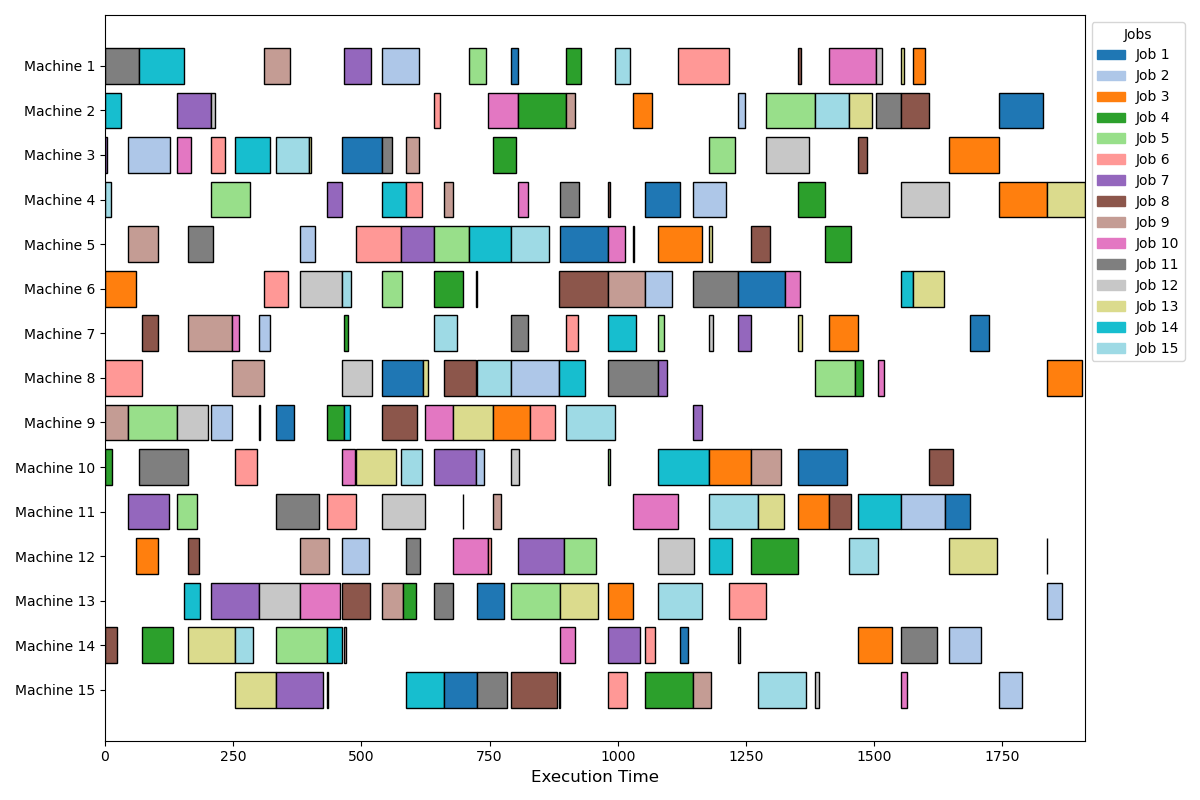 Machine 1
Machine 2
Machine 3
Machine 4
Machine 5
Machine 6
Machine 7
Machine 8
Machine 9
Machine 10
Machine 11
Machine 12
Machine 13
Machine 14
Machine 15
0 250 500 750 1000 1250 1500 1750
Execution Time
Jobs
Job 1
Job 2
Job 3
Job 4
Job 5
Job 6
Job 7
Job 8
Job 9
Job 10
Job 11
Job 12
Job 13
Job 14
Job 15